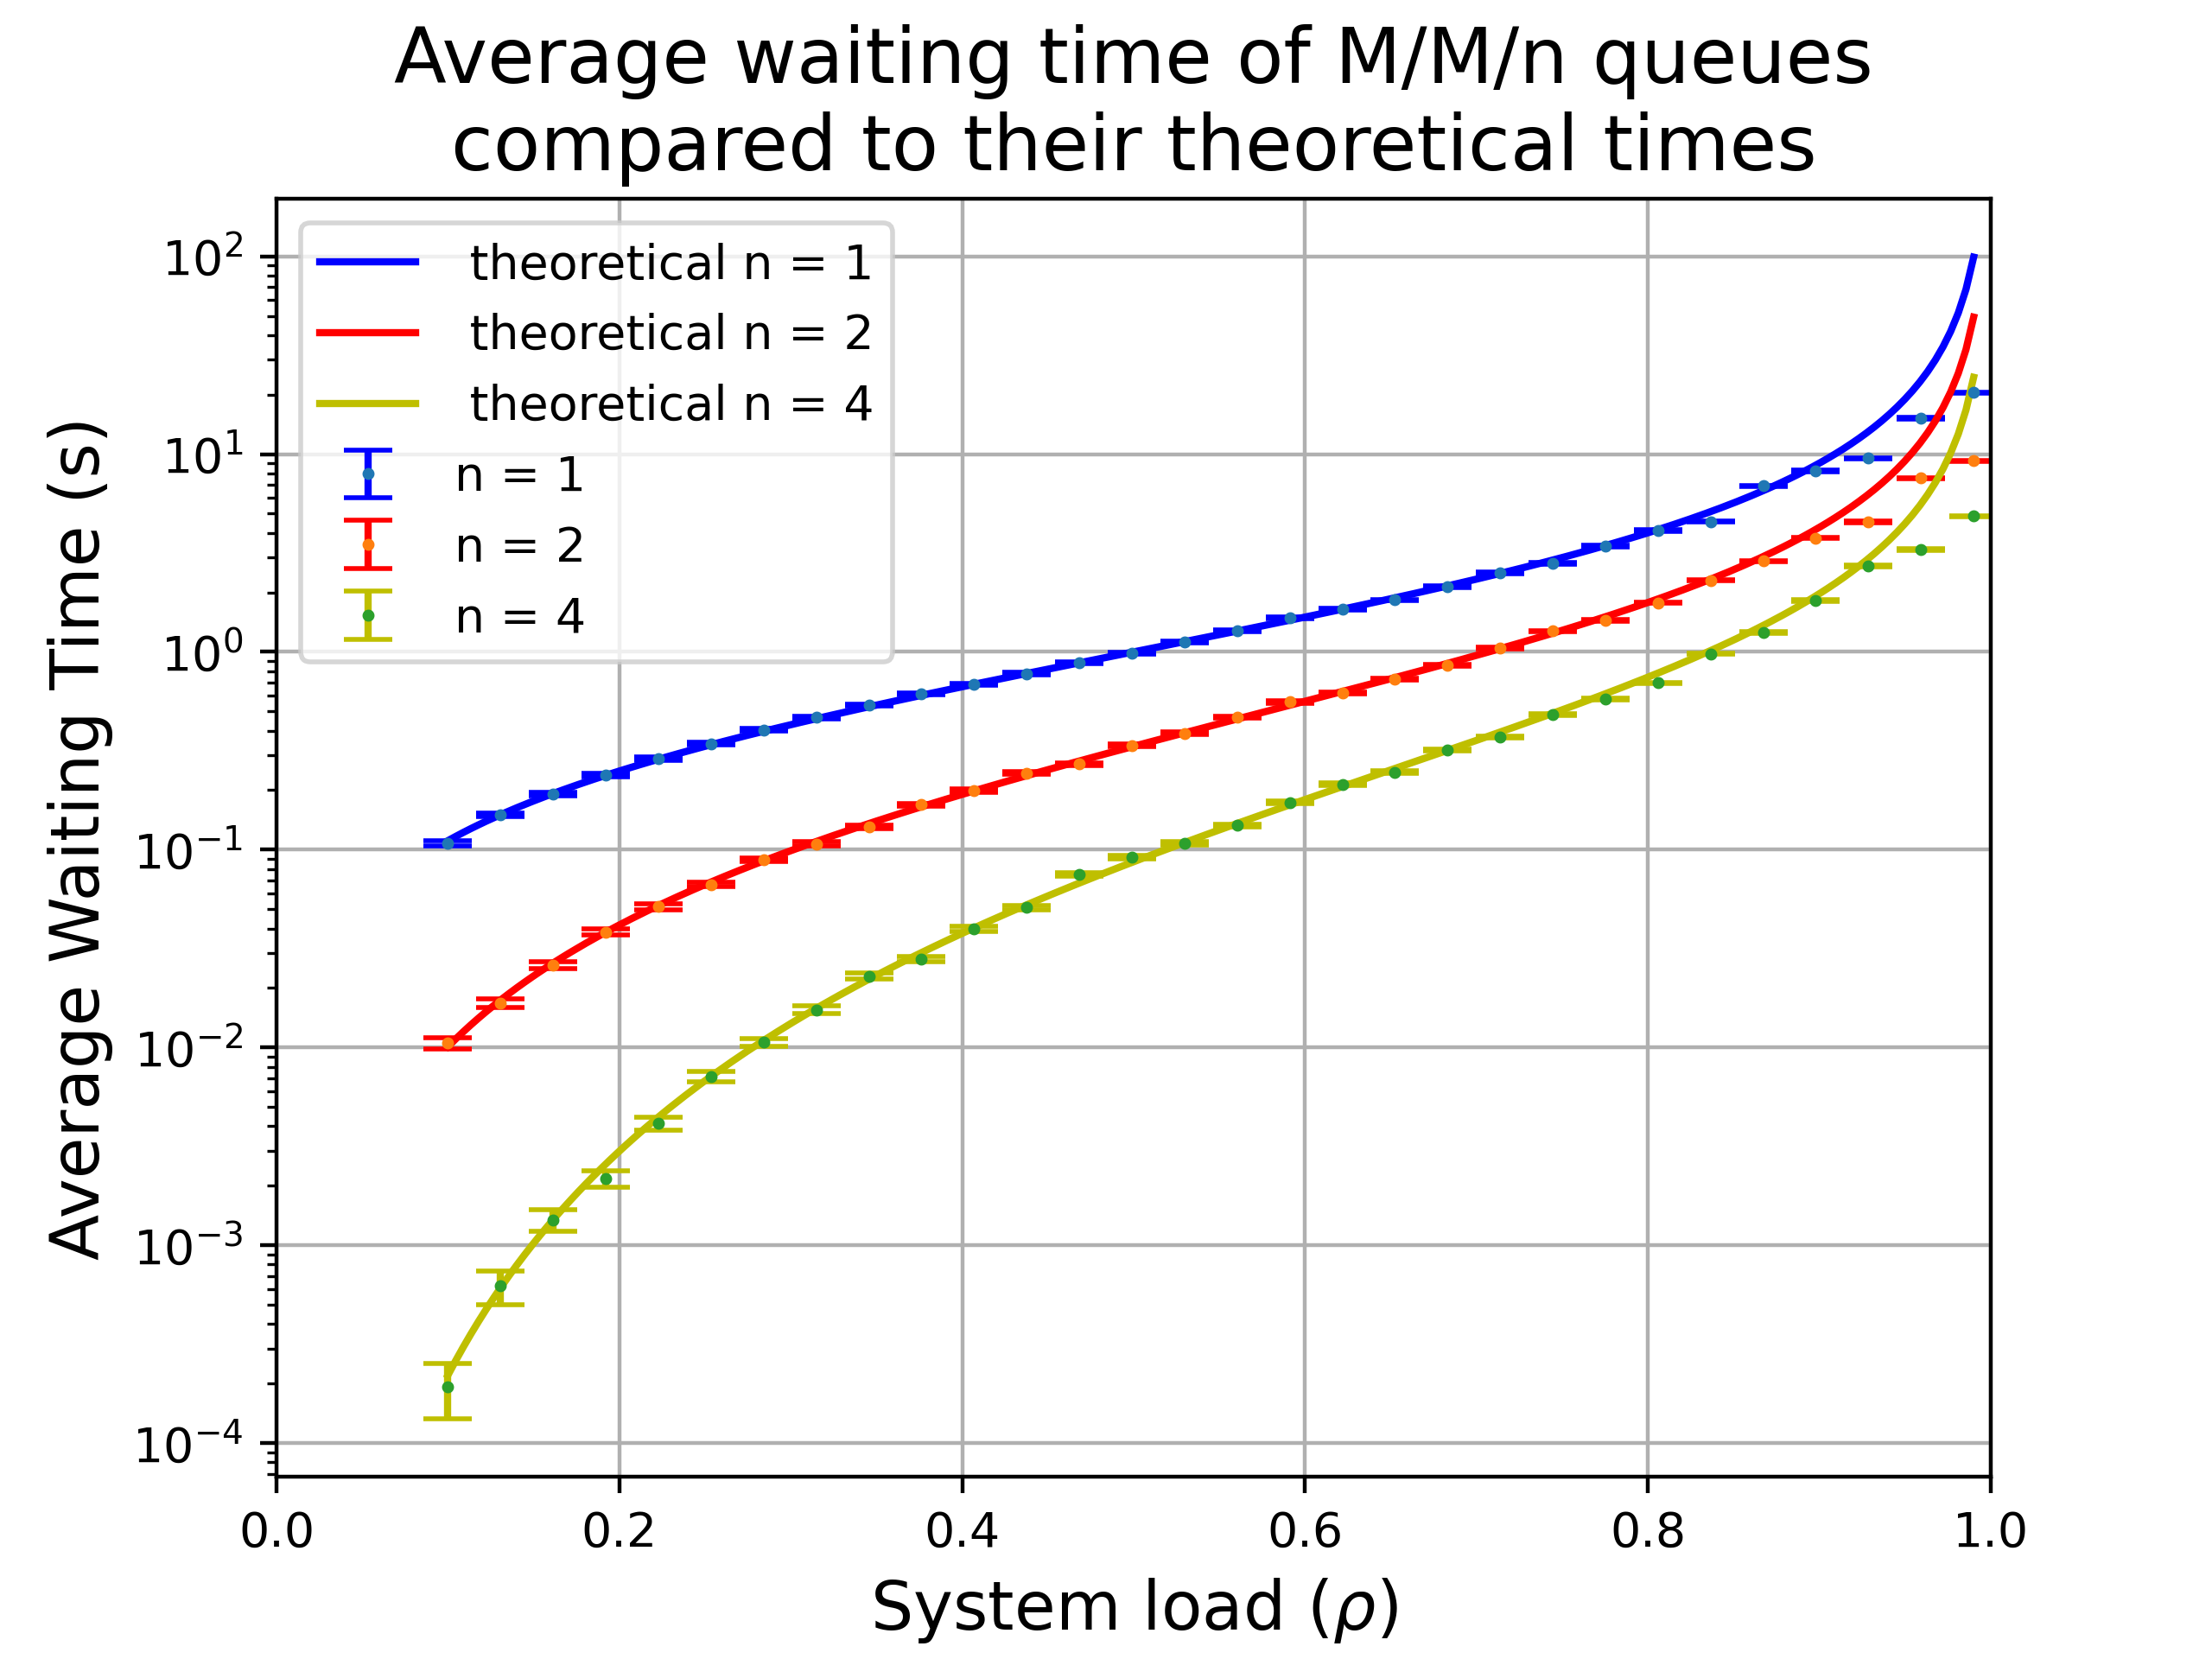 Average waiting time of M/M/n queues
compared to their theoretical times
theoretical n = 1
theoretical n = 2
theoretical n = 4
n = 1
n = 2
n = 4
Average Waiting Time (s)
10²
10¹
10⁰
10⁻¹
10⁻²
10⁻³
10⁻⁴
0.0 0.2 0.4 0.6 0.8 1.0
System load (ρ)